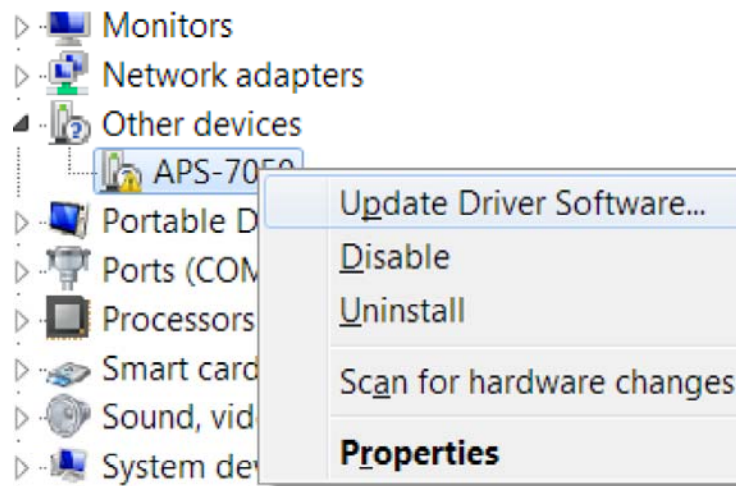 Monitors
Network adapters
Other devices
APS-7050
Update Driver Software...
Portable D
Disable
Ports (COM
Uninstall
Processors
Smart card
Scan for hardware changes
Sound, vid
Properties
System dev